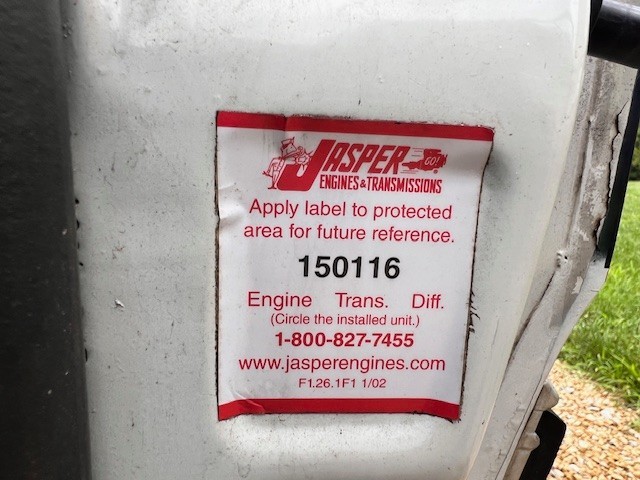 JASPER GO!
ENGINES & TRANSMISSIONS
Apply label to protected
area for future reference.
150116
Engine Trans. Diff.
(Circle the installed unit.)
1-800-827-7455
www.jasperengines.com
F1.26.1F1 1/02